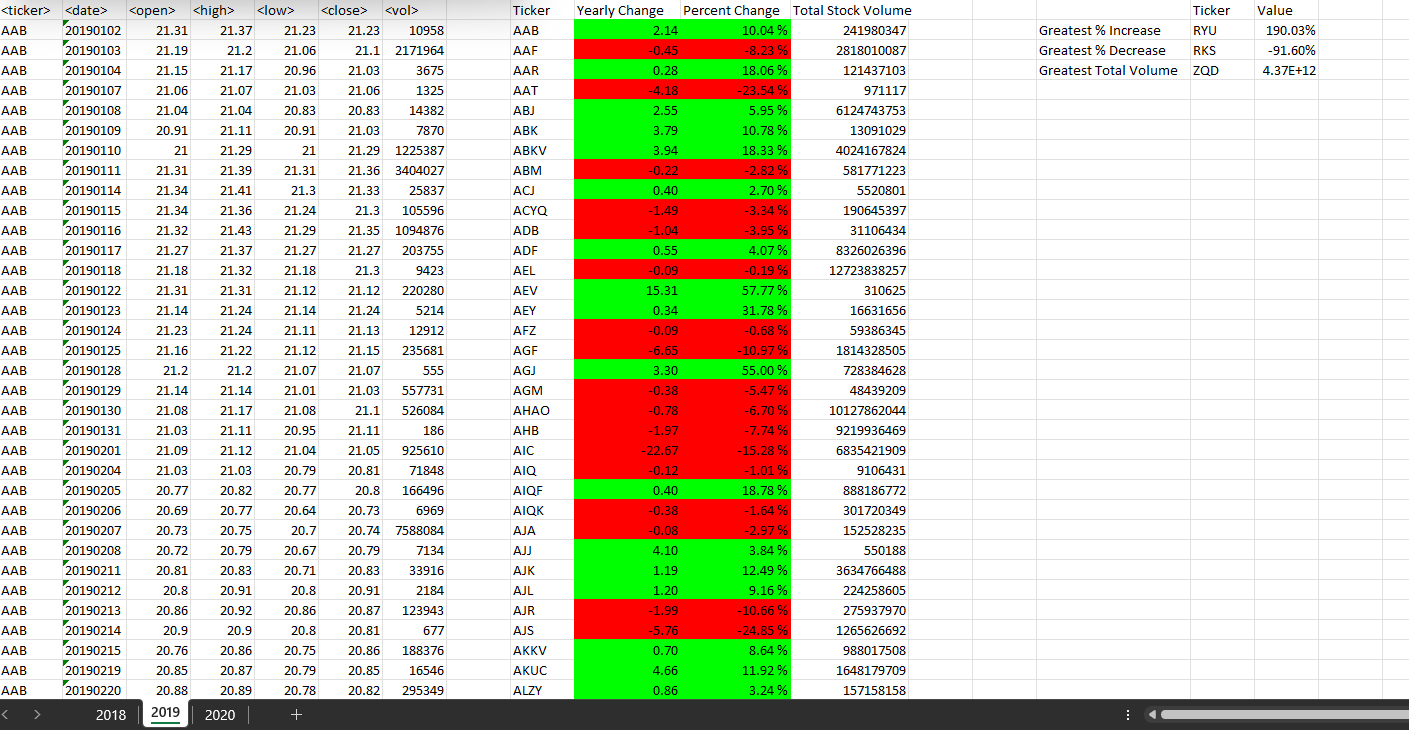 <ticker> <date> <open> <high> <low> <close> <vol> Ticker Yearly Change Percent Change Total Stock Volume Ticker Value
AAB 20190102 21.31 21.37 21.23 21.23 10958 AAB 2.14 10.04 % 241980347 Greatest % Increase RYU 190.03%
AAB 20190103 21.19 21.2 21.06 21.1 2171964 AAF -0.45 -8.23 % 2818010087 Greatest % Decrease RKS -91.60%
AAB 20190104 21.15 21.17 20.96 21.03 3675 AAR 0.28 18.06 % 121437103 Greatest Total Volume ZQD 4.37E+12
AAB 20190107 21.06 21.07 21.03 21.06 1325 AAT -4.18 -23.54 % 971117
AAB 20190108 21.04 21.04 20.83 20.83 14382 ABJ 2.55 5.95 % 6124743753
AAB 20190109 20.91 21.11 20.91 21.03 7870 ABK 3.79 10.78 % 13091029
AAB 20190110 21 21.29 21 21.29 1225387 ABKV 3.94 18.33 % 4024167824
AAB 20190111 21.31 21.39 21.31 21.36 3404027 ABM -0.22 -2.82 % 581771223
AAB 20190114 21.34 21.41 21.3 21.33 25837 ACJ 0.40 2.70 % 5520801
AAB 20190115 21.34 21.36 21.24 21.3 105596 ACYQ -1.49 -3.34 % 190645397
AAB 20190116 21.32 21.43 21.29 21.35 1094876 ADB -1.04 -3.95 % 31106434
AAB 20190117 21.27 21.37 21.27 21.27 203755 ADF 0.55 4.07 % 8326026396
AAB 20190118 21.18 21.32 21.18 21.3 9423 AEL -0.09 -0.19 % 12723838257
AAB 20190122 21.31 21.31 21.12 21.12 220280 AEV 15.31 57.77 % 310625
AAB 20190123 21.14 21.24 21.14 21.24 5214 AEY 0.34 31.78 % 16631656
AAB 20190124 21.23 21.24 21.11 21.13 12912 AFZ -0.09 -0.68 % 59386345
AAB 20190125 21.16 21.22 21.12 21.15 235681 AGF -6.65 -10.97 % 1814328505
AAB 20190128 21.2 21.2 21.07 21.07 555 AGJ 3.30 55.00 % 728384628
AAB 20190129 21.14 21.14 21.01 21.03 557731 AGM -0.38 -5.47 % 48439209
AAB 20190130 21.08 21.17 21.08 21.1 526084 AHAO -0.78 -6.70 % 10127862044
AAB 20190131 21.03 21.11 20.95 21.11 186 AHB -1.97 -7.74 % 9219936469
AAB 20190201 21.09 21.12 21.04 21.05 925610 AIC -22.67 -15.28 % 6835421909
AAB 20190204 21.03 21.03 20.79 20.81 71848 AIQ -0.12 -1.01 % 9106431
AAB 20190205 20.77 20.82 20.77 20.8 166496 AIQF 0.40 18.78 % 888186772
AAB 20190206 20.69 20.77 20.64 20.73 6969 AIQK -0.38 -1.64 % 301720349
AAB 20190207 20.73 20.75 20.7 20.74 7588084 AJA -0.08 -2.97 % 152528235
AAB 20190208 20.72 20.79 20.67 20.79 7134 AJJ 4.10 3.84 % 550188
AAB 20190211 20.81 20.83 20.71 20.83 33916 AJK 1.19 12.49 % 3634766488
AAB 20190212 20.8 20.91 20.8 20.91 2184 AJL 1.20 9.16 % 224258605
AAB 20190213 20.86 20.92 20.86 20.87 123943 AJR -1.99 -10.66 % 275937970
AAB 20190214 20.9 20.9 20.8 20.81 677 AJS -5.76 -24.85 % 1265626692
AAB 20190215 20.76 20.86 20.75 20.86 188376 AKKV 0.70 8.64 % 988017508
AAB 20190219 20.85 20.87 20.79 20.85 16546 AKUC 4.66 11.92 % 1648179709
AAB 20190220 20.88 20.89 20.78 20.82 295349 ALZY 0.86 3.24 % 157158158
2018 2019 2020